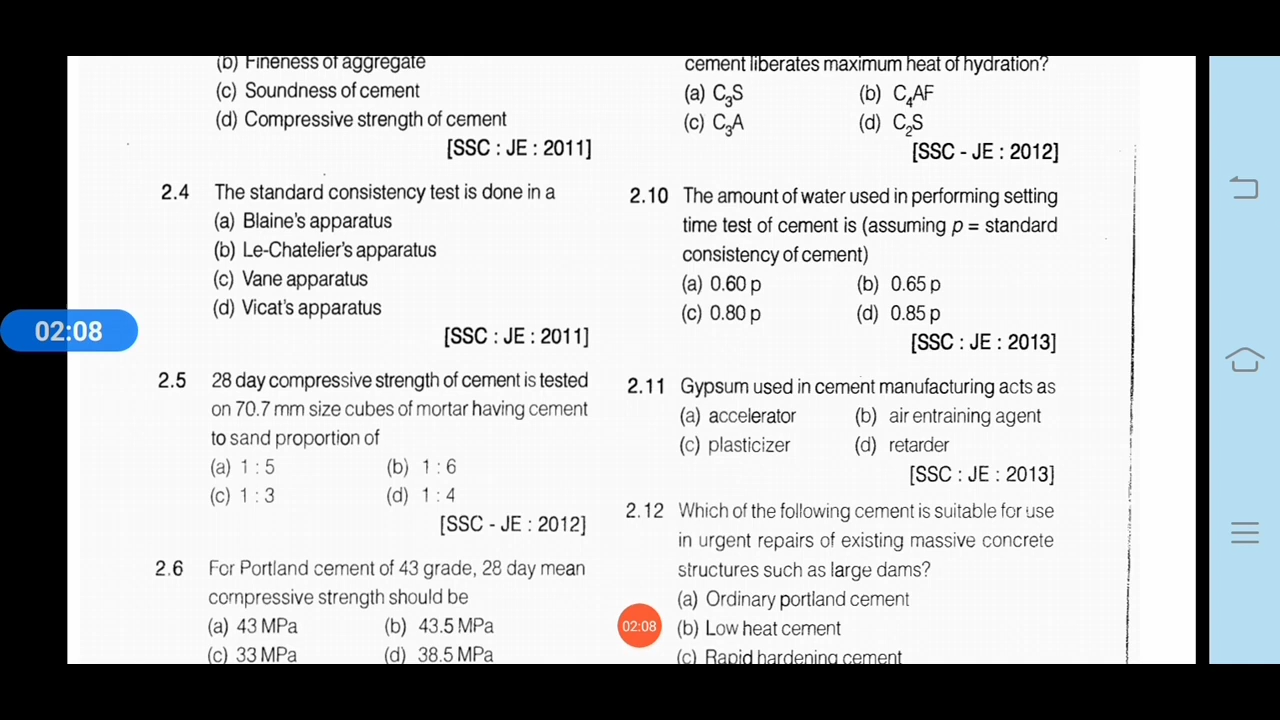 (b) Fineness of aggregate
(c) Soundness of cement
(d) Compressive strength of cement
[SSC : JE : 2011]
2.4 The standard consistency test is done in a
(a) Blaine's apparatus
(b) Le-Chatelier's apparatus
(c) Vane apparatus
(d) Vicat's apparatus
[SSC : JE : 2011]
02:08
2.5 28 day compressive strength of cement is tested
on 70.7 mm size cubes of mortar having cement
to sand proportion of
(a) 1 : 5 (b) 1 : 6
(c) 1 : 3 (d) 1 : 4
[SSC - JE : 2012]
2.6 For Portland cement of 43 grade, 28 day mean
compressive strength should be
(a) 43 MPa (b) 43.5 MPa
(c) 33 MPa (d) 38.5 MPa
cement liberates maximum heat of hydration?
(a) C₃S (b) C₄AF
(c) C₃A (d) C₂S
[SSC - JE : 2012]
2.10 The amount of water used in performing setting
time test of cement is (assuming p = standard
consistency of cement)
(a) 0.60 p (b) 0.65 p
(c) 0.80 p (d) 0.85 p
[SSC : JE : 2013]
2.11 Gypsum used in cement manufacturing acts as
(a) accelerator (b) air entraining agent
(c) plasticizer (d) retarder
[SSC : JE : 2013]
2.12 Which of the following cement is suitable for use
in urgent repairs of existing massive concrete
structures such as large dams?
(a) Ordinary portland cement
02:08
(b) Low heat cement
(c) Rapid hardening cement